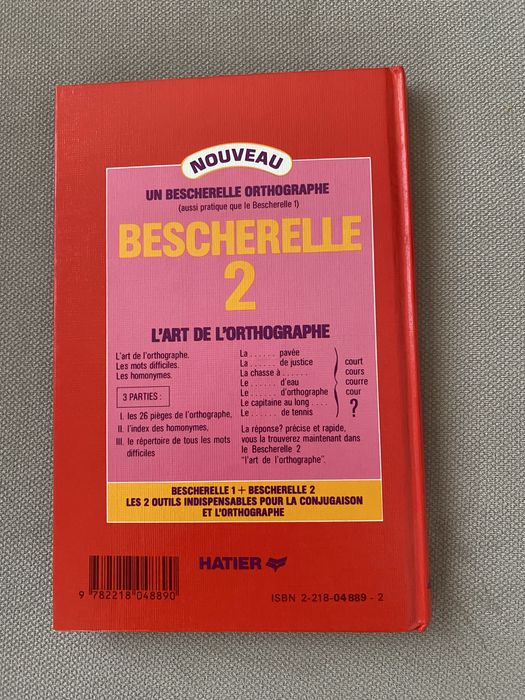 NOUVEAU
UN BESCHERELLE ORTHOGRAPHE
(aussi pratique que le Bescherelle 1)
BESCHERELLE
2
L'ART DE L'ORTHOGRAPHE
L'art de l'orthographe.
Les mots difficiles.
Les homonymes.
3 PARTIES :
I. les 26 pièges de l'orthographe,
II. l'index des homonymes,
III. le répertoire de tous les mots
difficiles
La ...... pavée
La ...... de justice
La chasse à ......
Le ...... d'eau
Le ...... d'orthographe
Le capitaine au long ....
Le ...... de tennis
court
cours
courre
cour
?
La réponse? précise et rapide,
vous la trouverez maintenant dans
le Bescherelle 2
"l'art de l'orthographe".
BESCHERELLE 1 + BESCHERELLE 2
LES 2 OUTILS INDISPENSABLES POUR LA CONJUGAISON
ET L'ORTHOGRAPHE
HATIER
9 782218 048890
ISBN 2-218-04889-2